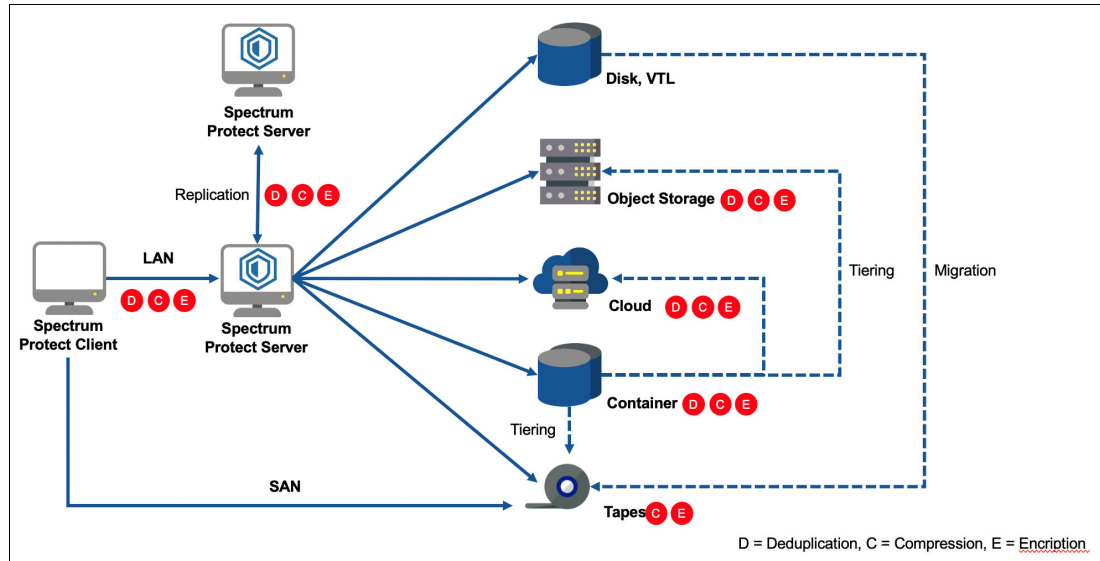 Spectrum
Protect Server
Replication D C E
LAN
D C E
Spectrum
Protect Client
Spectrum
Protect Server
SAN
Disk, VTL
Object Storage D C E
Cloud D C E
Container D C E
Tiering
Tapes C E
Tiering
Migration
D = Deduplication, C = Compression, E = Encription